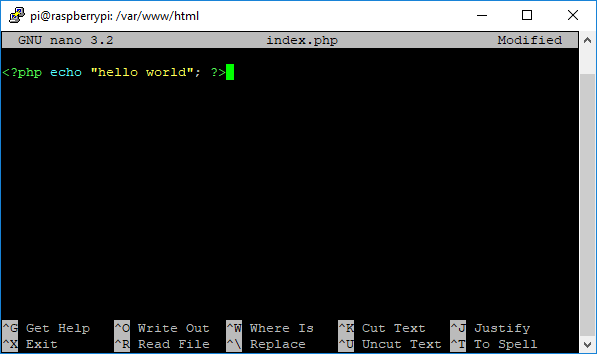 pi@raspberrypi: /var/www/html
GNU nano 3.2 index.php Modified
<?php echo "hello world"; ?>
^G Get Help ^O Write Out ^W Where Is ^K Cut Text ^J Justify
^X Exit ^R Read File ^\ Replace ^U Uncut Text ^T To Spell